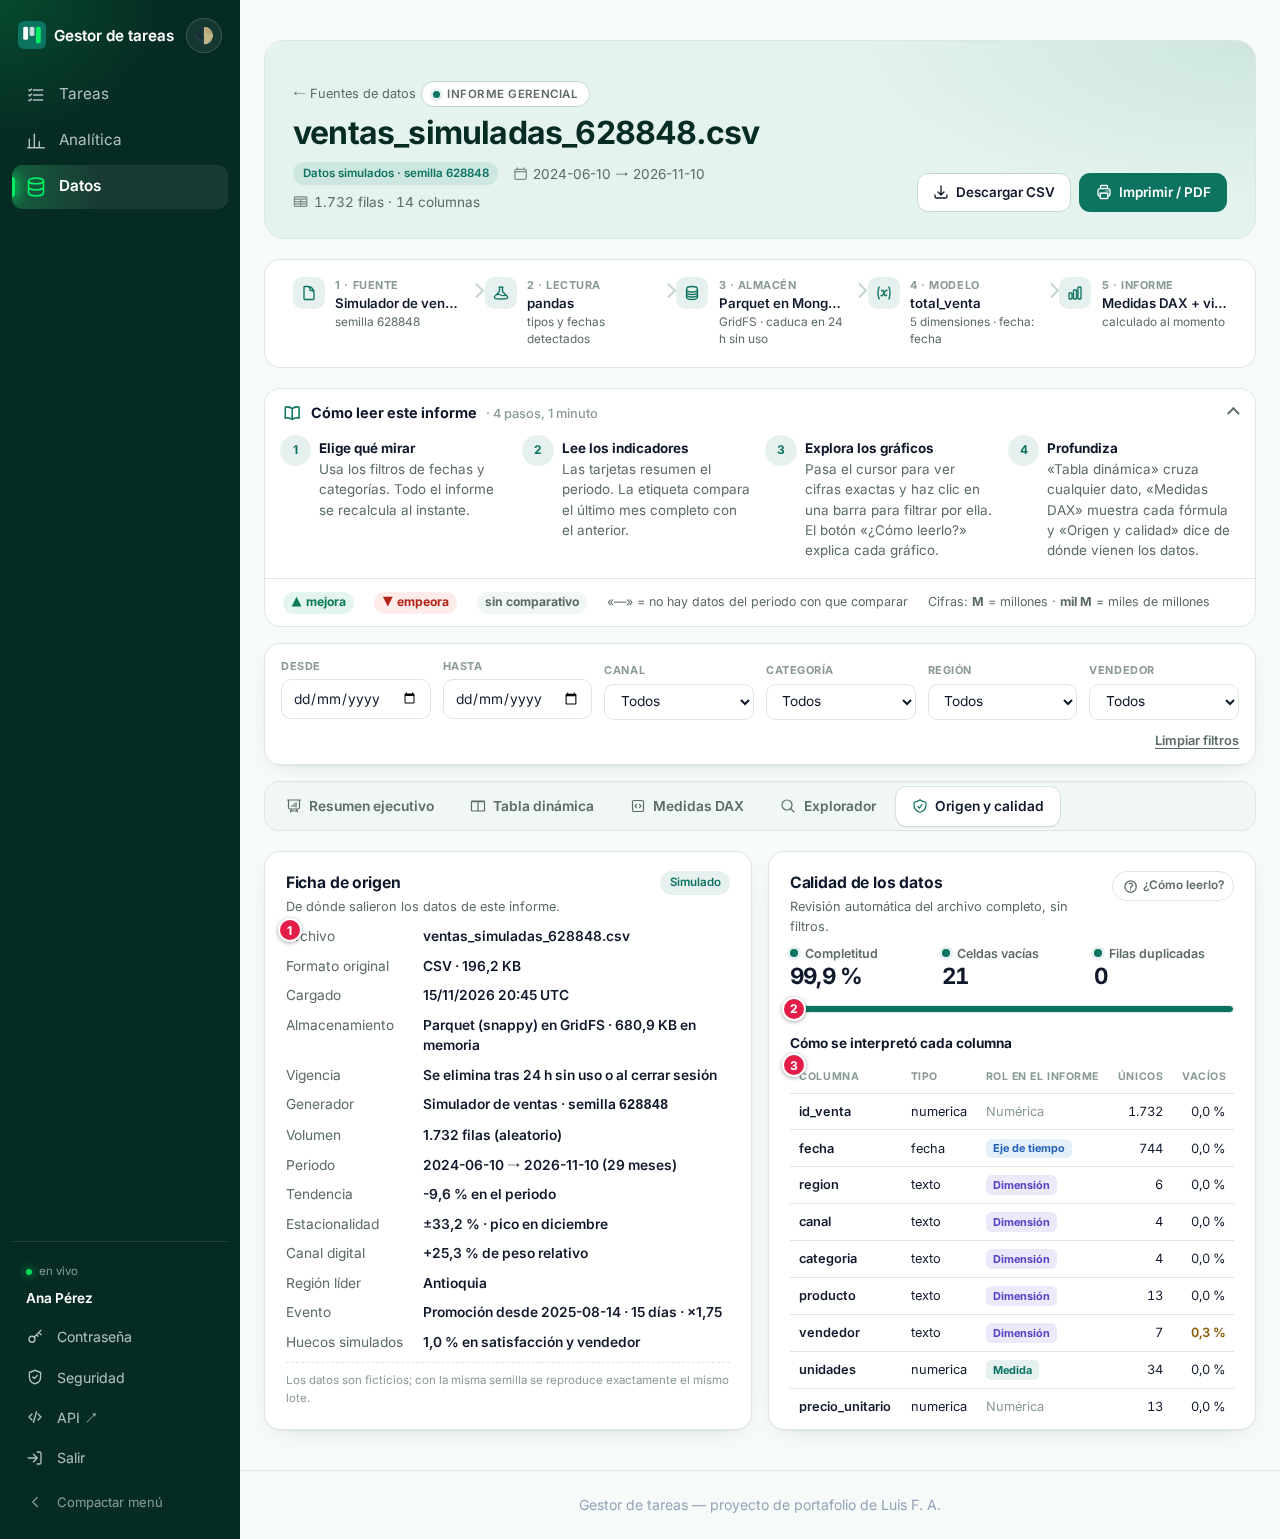 Gestor de tareas
Tareas
Analítica
Datos
en vivo
Ana Pérez
Contraseña
Seguridad
API ↗
Salir
Compactar menú
← Fuentes de datos
INFORME GERENCIAL
ventas_simuladas_628848.csv
Datos simulados · semilla 628848
2024-06-10 → 2026-11-10
1.732 filas · 14 columnas
Descargar CSV
Imprimir / PDF
1 · FUENTE
Simulador de ven...
semilla 628848
2 · LECTURA
pandas
tipos y fechas
detectados
3 · ALMACÉN
Parquet en Mong...
GridFS · caduca en 24
h sin uso
4 · MODELO
total_venta
5 dimensiones · fecha:
fecha
5 · INFORME
Medidas DAX + vi...
calculado al momento
Cómo leer este informe · 4 pasos, 1 minuto
1
Elige qué mirar
Usa los filtros de fechas y
categorías. Todo el informe
se recalcula al instante.
2
Lee los indicadores
Las tarjetas resumen el
periodo. La etiqueta compara
el último mes completo con
el anterior.
3
Explora los gráficos
Pasa el cursor para ver
cifras exactas y haz clic en
una barra para filtrar por ella.
El botón «¿Cómo leerlo?»
explica cada gráfico.
4
Profundiza
«Tabla dinámica» cruza
cualquier dato, «Medidas
DAX» muestra cada fórmula
y «Origen y calidad» dice de
dónde vienen los datos.
▲ mejora
▼ empeora
sin comparativo
«—» = no hay datos del periodo con que comparar
Cifras: M = millones · mil M = miles de millones
DESDE
dd/mm/yyyy
HASTA
dd/mm/yyyy
CANAL
Todos
CATEGORÍA
Todos
REGIÓN
Todos
VENDEDOR
Todos
Limpiar filtros
Resumen ejecutivo
Tabla dinámica
Medidas DAX
Explorador
Origen y calidad
Ficha de origen
Simulado
De dónde salieron los datos de este informe.
1
chivo ventas_simuladas_628848.csv
Formato original CSV · 196,2 KB
Cargado 15/11/2026 20:45 UTC
Almacenamiento Parquet (snappy) en GridFS · 680,9 KB en
memoria
Vigencia Se elimina tras 24 h sin uso o al cerrar sesión
Generador Simulador de ventas · semilla 628848
Volumen 1.732 filas (aleatorio)
Periodo 2024-06-10 → 2026-11-10 (29 meses)
Tendencia -9,6 % en el periodo
Estacionalidad ±33,2 % · pico en diciembre
Canal digital +25,3 % de peso relativo
Región líder Antioquia
Evento Promoción desde 2025-08-14 · 15 días · ×1,75
Huecos simulados 1,0 % en satisfacción y vendedor
Los datos son ficticios; con la misma semilla se reproduce exactamente el mismo
lote.
Calidad de los datos
¿Cómo leerlo?
Revisión automática del archivo completo, sin
filtros.
Completitud
99,9 %
Celdas vacías
21
Filas duplicadas
0
2
Cómo se interpretó cada columna
3
COLUMNA TIPO ROL EN EL INFORME ÚNICOS VACÍOS
id_venta numerica Numérica 1.732 0,0 %
fecha fecha Eje de tiempo 744 0,0 %
region texto Dimensión 6 0,0 %
canal texto Dimensión 4 0,0 %
categoria texto Dimensión 4 0,0 %
producto texto Dimensión 13 0,0 %
vendedor texto Dimensión 7 0,3 %
unidades numerica Medida 34 0,0 %
precio_unitario numerica Numérica 13 0,0 %
Gestor de tareas — proyecto de portafolio de Luis F. A.